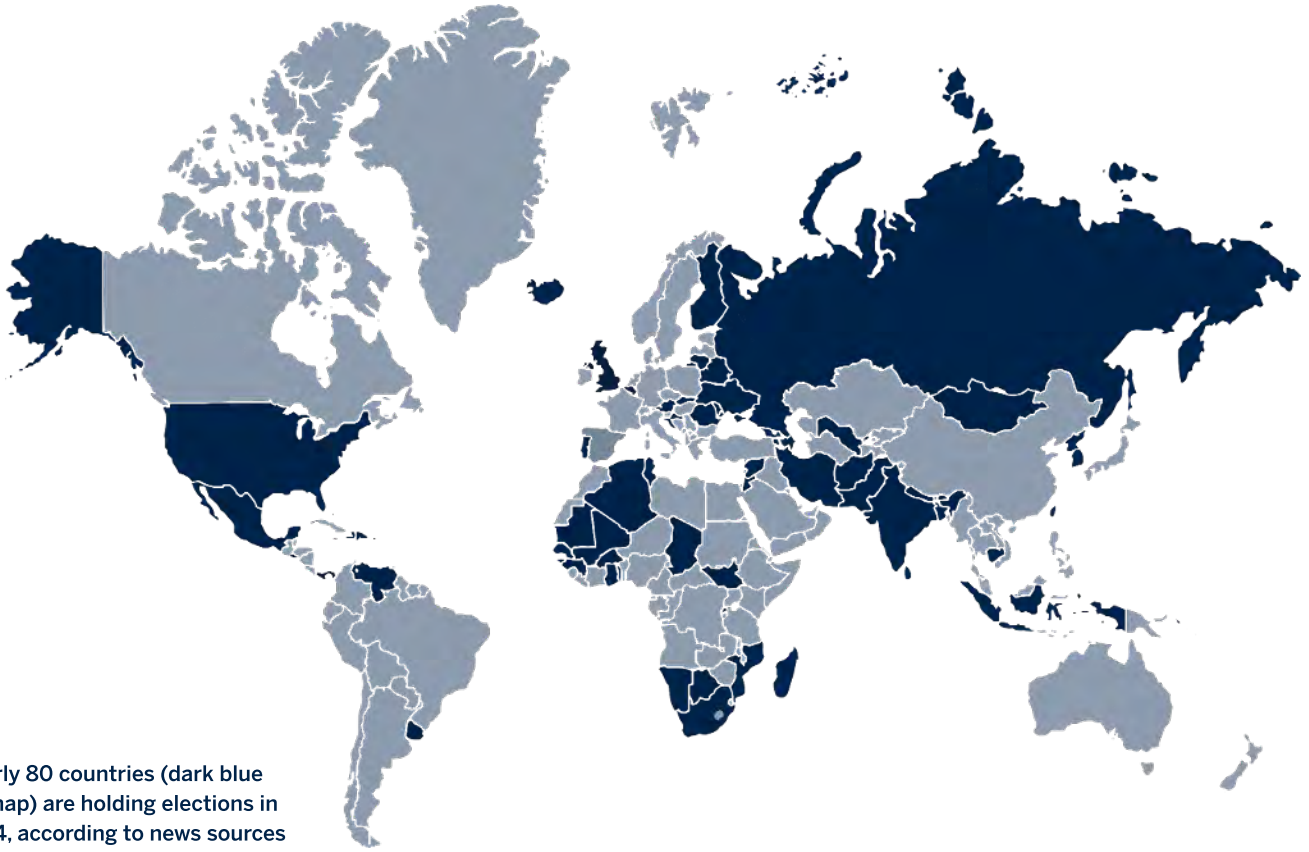 rly 80 countries (dark blue
nap) are holding elections in
4, according to news sources